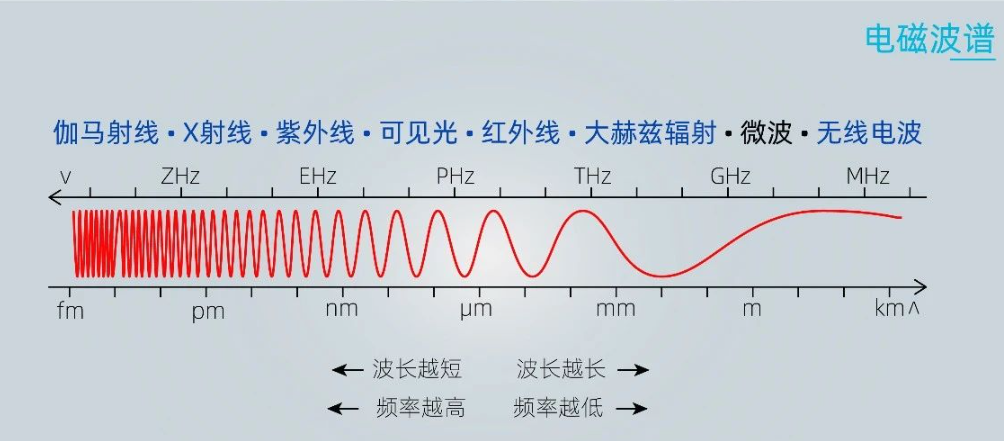 电磁波谱
伽马射线·X射线·紫外线·可见光·红外线·大赫兹辐射·微波·无线电波
v ZHz EHz PHz THz GHz MHz
fm pm nm μm mm m km ʌ
波长越短 波长越长
频率越高 频率越低